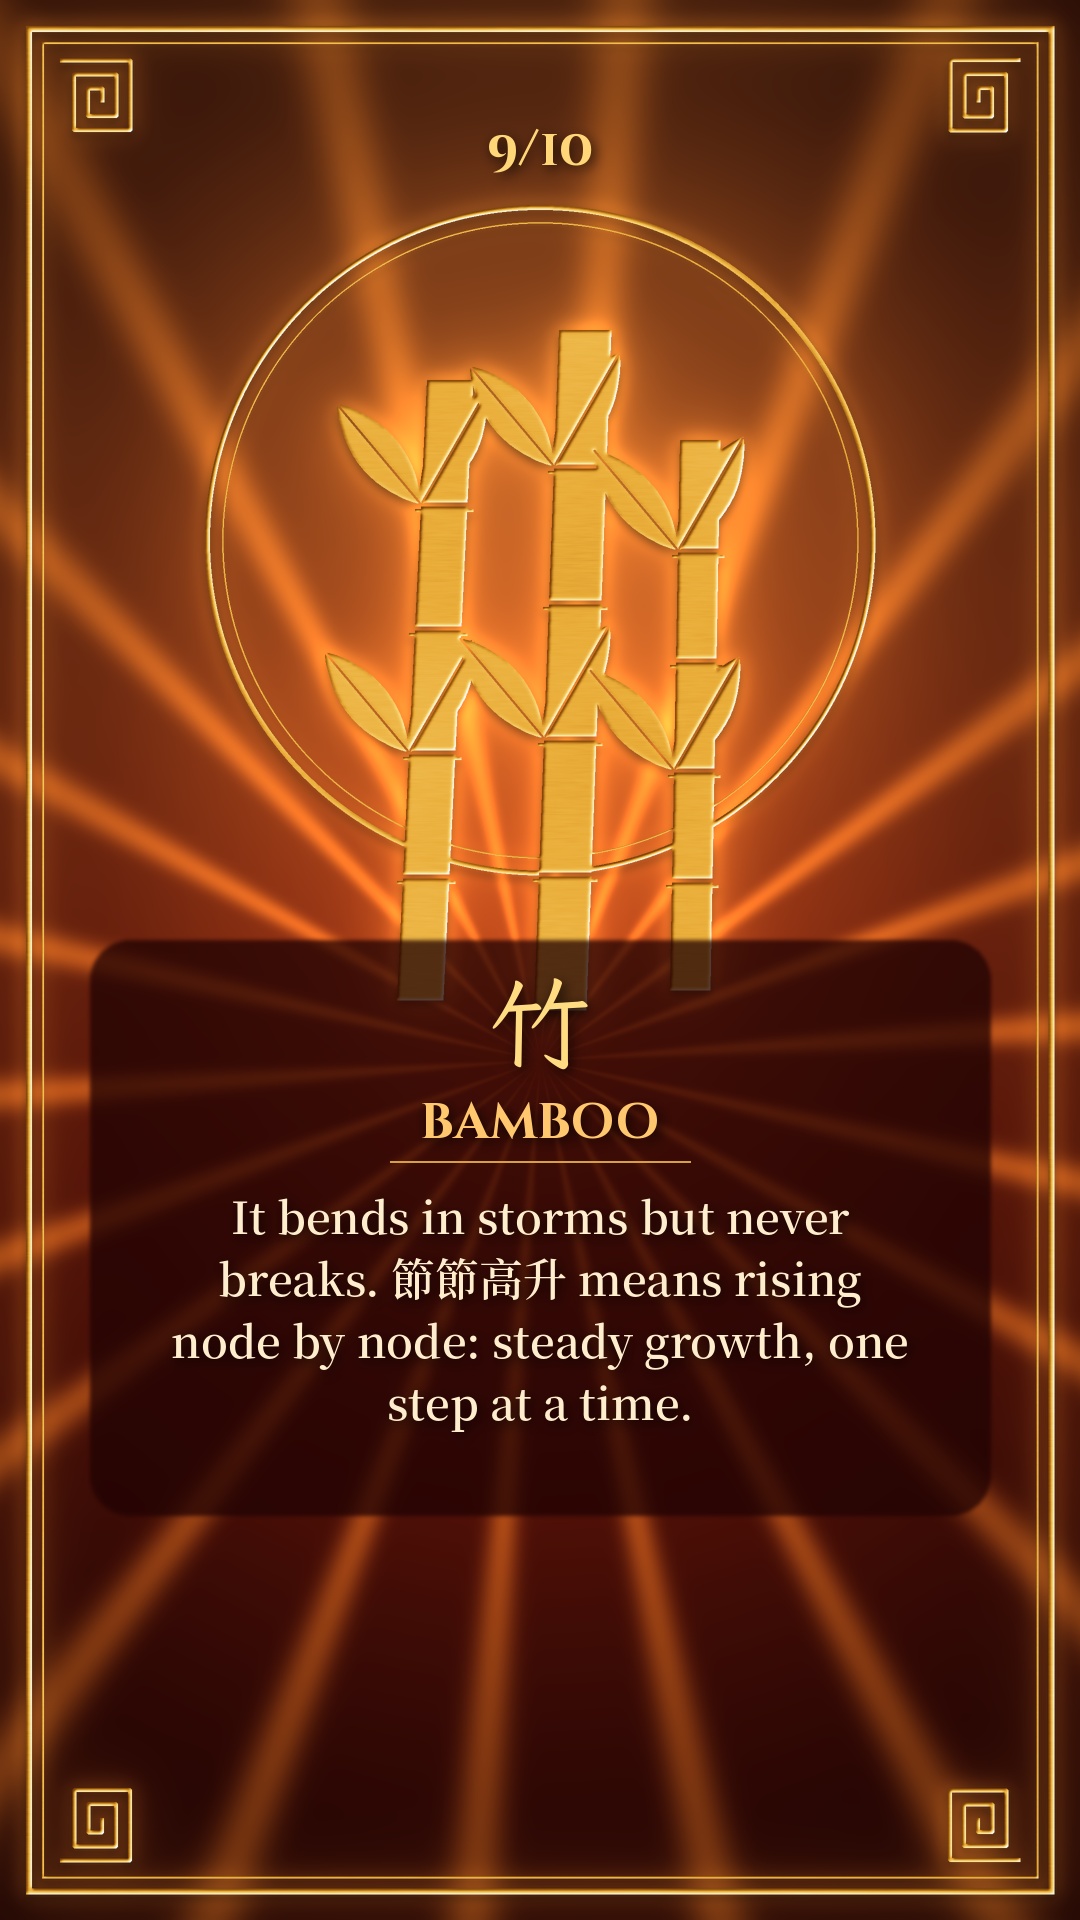 9/10
竹
BAMBOO
It bends in storms but never
breaks. 節節高升 means rising
node by node: steady growth, one
step at a time.